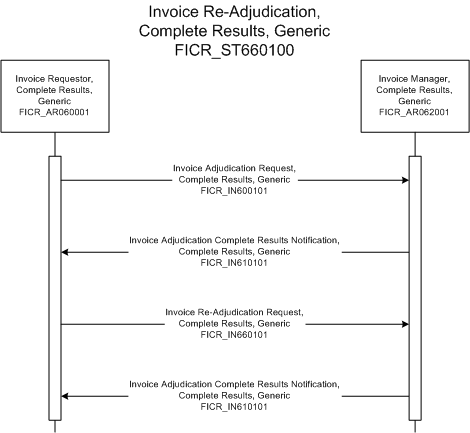 Invoice Re-Adjudication,
Complete Results, Generic
FICR_ST660100
Invoice Requestor,
Complete Results,
Generic
FICR_AR060001
Invoice Manager,
Complete Results,
Generic
FICR_AR062001
Invoice Adjudication Request,
Complete Results, Generic
FICR_IN600101
Invoice Adjudication Complete Results Notification,
Complete Results, Generic
FICR_IN610101
Invoice Re-Adjudication Request,
Complete Results, Generic
FICR_IN660101
Invoice Adjudication Complete Results Notification,
Complete Results, Generic
FICR_IN610101